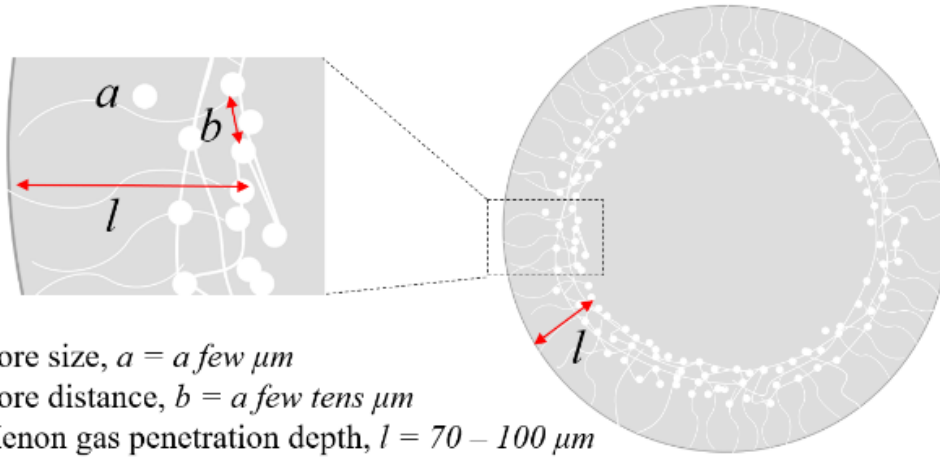 a
b
l
l
ore size, a = a few μm
ore distance, b = a few tens μm
enon gas penetration depth, l = 70 – 100 μm